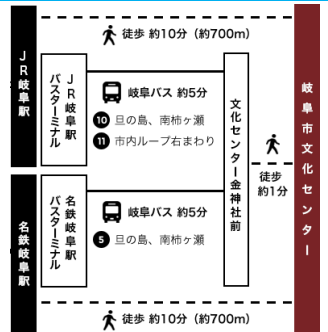 徒歩 約10分（約700m）
JR岐阜駅
JR岐阜駅
バスターミナル
岐阜バス 約5分
10 旦の島、南柿ヶ瀬
11 市内ループ右まわり
文化センター金神社前
徒歩
約1分
岐阜市文化センター
名鉄岐阜駅
名鉄岐阜駅
バスターミナル
岐阜バス 約5分
5 旦の島、南柿ヶ瀬
徒歩 約10分（約700m）